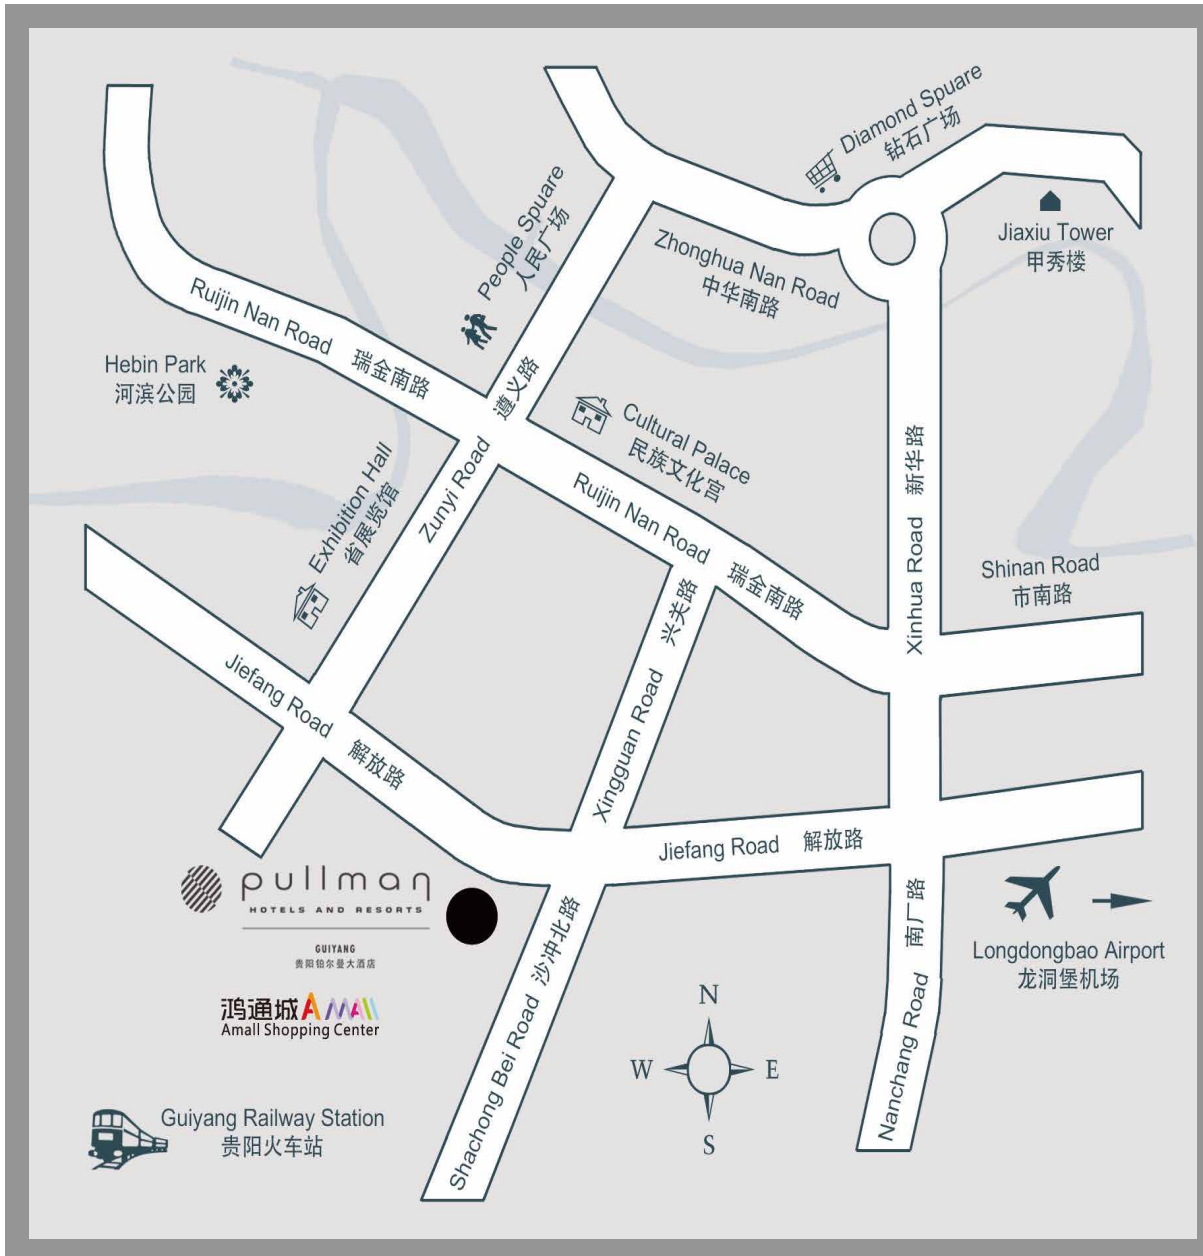 Diamond Spuare
钻石广场
People Spuare
人民广场
Jiaxiu Tower
甲秀楼
Zhonghua Nan Road
中华南路
Ruijin Nan Road 瑞金南路
Hebin Park
河滨公园
遵义路
Zunyi Road
Cultural Palace
民族文化宫
Exhibition Hall
省展览馆
Ruijin Nan Road 瑞金南路
Xinhua Road 新华路
Shinan Road
市南路
Xingguan Road 兴关路
Jiefang Road 解放路
Jiefang Road 解放路
pullman
HOTELS AND RESORTS
GUIYANG
贵阳铂尔曼大酒店
鸿通城AMALL
Amall Shopping Center
Shachong Bei Road 沙冲北路
Nanchang Road 南厂路
Longdongbao Airport
龙洞堡机场
N
W E
S
Guiyang Railway Station
贵阳火车站